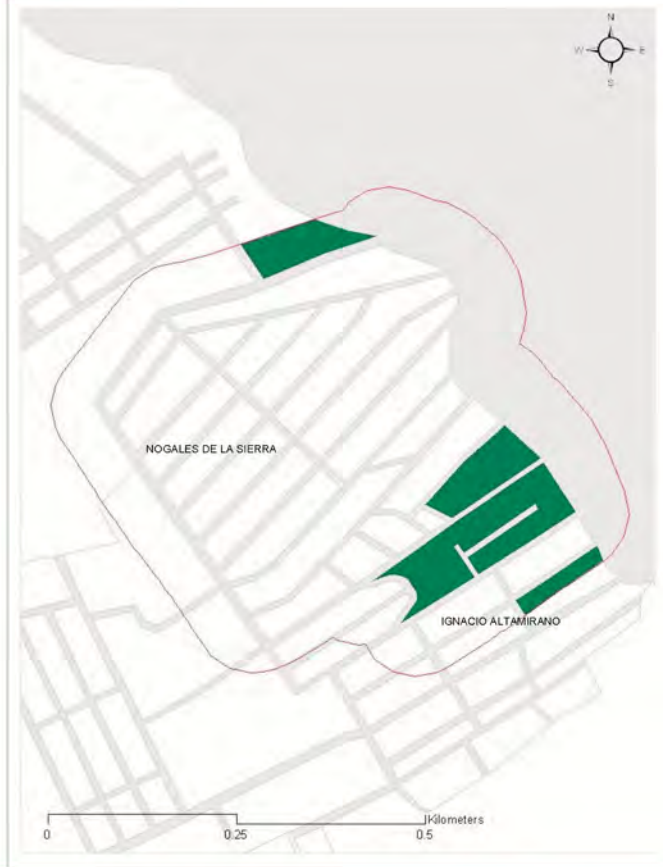 N
W E
S
NOGALES DE LA SIERRA
IGNACIO ALTAMIRANO
Kilometers
0 0.25 0.5